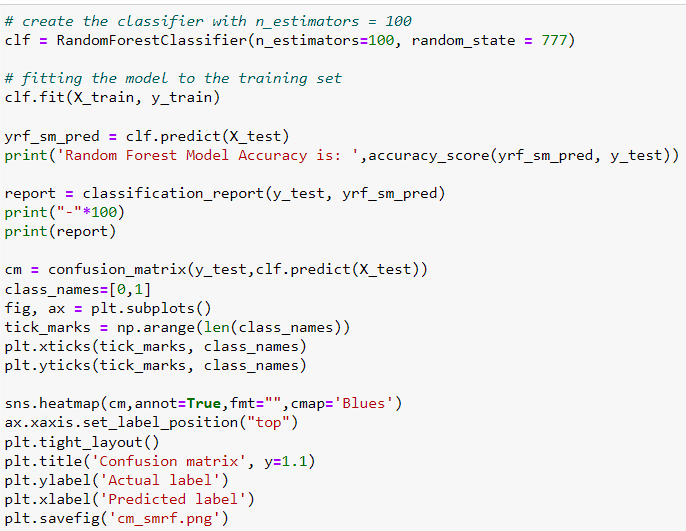 # create the classifier with n_estimators = 100
clf = RandomForestClassifier(n_estimators=100, random_state = 777)
# fitting the model to the training set
clf.fit(X_train, y_train)
yrf_sm_pred = clf.predict(X_test)
print('Random Forest Model Accuracy is: ',accuracy_score(yrf_sm_pred, y_test))
report = classification_report(y_test, yrf_sm_pred)
print("-"*100)
print(report)
cm = confusion_matrix(y_test,clf.predict(X_test))
class_names=[0,1]
fig, ax = plt.subplots()
tick_marks = np.arange(len(class_names))
plt.xticks(tick_marks, class_names)
plt.yticks(tick_marks, class_names)
sns.heatmap(cm,annot=True,fmt="",cmap='Blues')
ax.xaxis.set_label_position("top")
plt.tight_layout()
plt.title('Confusion matrix', y=1.1)
plt.ylabel('Actual label')
plt.xlabel('Predicted label')
plt.savefig('cm_smrf.png')